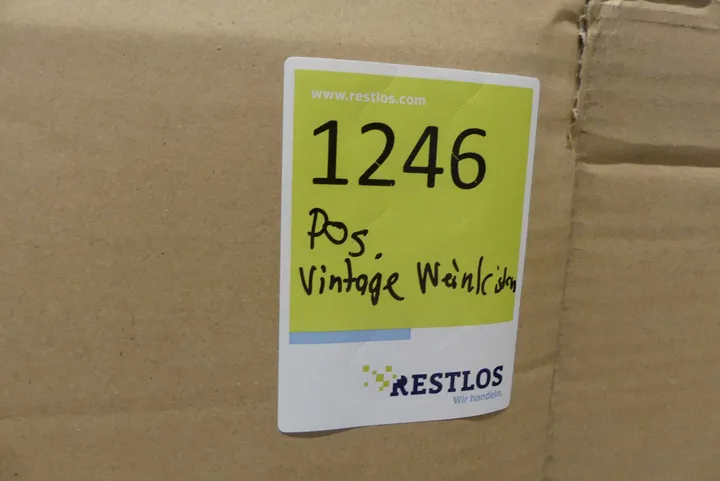 www.restlos.com
1246
Pos.
Vintage Weinkisten
RESTLOS
Wir handeln.